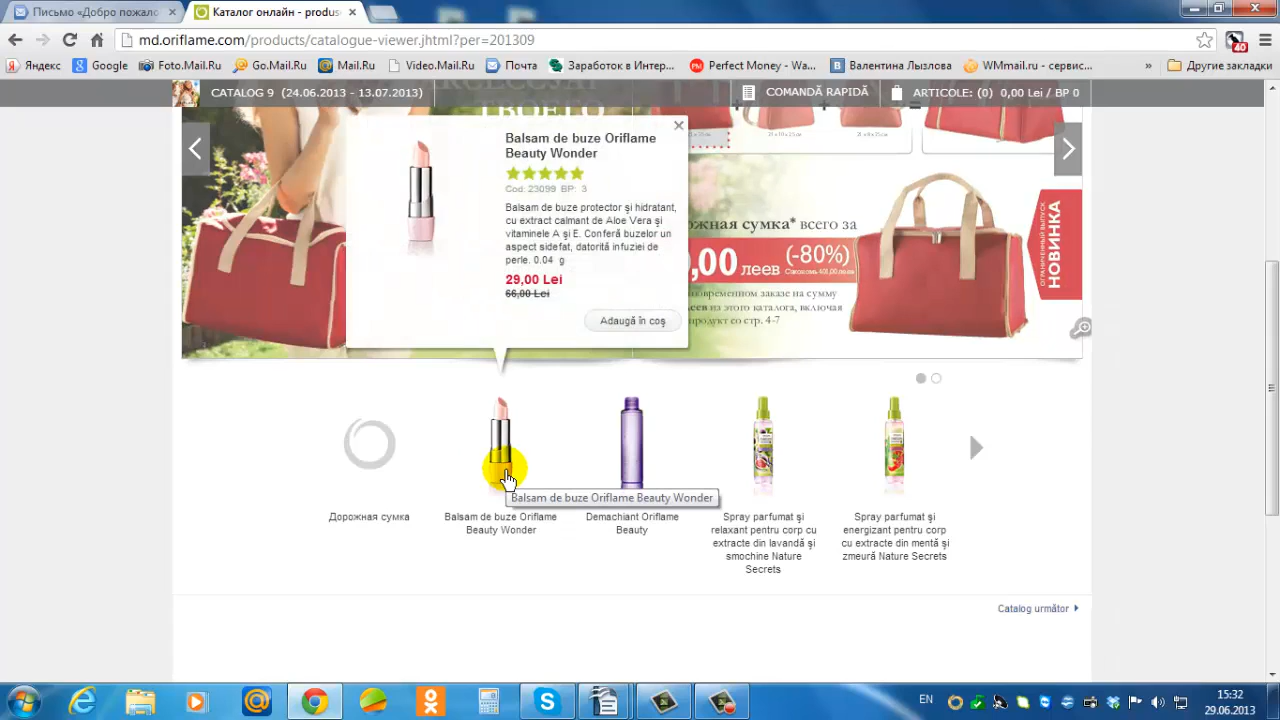 Письмо «Добро пожало
Каталог онлайн - produs
md.oriflame.com/products/catalogue-viewer.jhtml?per=201309
40
Яндекс
Google
Foto.Mail.Ru
Go.Mail.Ru
Mail.Ru
Video.Mail.Ru
Почта
Заработок в Интер...
Perfect Money - Wa...
Валентина Лызлова
WMmail.ru - сервис...
»
Другие закладки
CATALOG 9 (24.06.2013 - 13.07.2013)
COMANDĂ RAPIDĂ
ARTICOLE: (0) 0,00 Lei / BP 0
ТВОЕГО
Balsam de buze Oriflame
Beauty Wonder
Cod: 23099 BP: 3
Balsam de buze protector şi hidratant,
cu extract calmant de Aloe Vera şi
vitaminele A şi E. Conferă buzelor un
aspect sidefat, datorită infuziei de
perle. 0.04 g
29,00 Lei
66,00 Lei
Adaugă în coş
жная сумка* всего за
,00 леев (-80%)
овременном заказе на сумму
леев из этого каталога, включая
продукт со стр. 4-7
ОГРАНИЧЕННЫЙ ВЫПУСК
НОВИНКА
Balsam de buze Oriflame Beauty Wonder
Дорожная сумка
Balsam de buze Oriflame
Beauty Wonder
Demachiant Oriflame
Beauty
Spray parfumat şi
relaxant pentru corp cu
extracte din lavandă şi
smochine Nature
Secrets
Spray parfumat şi
energizant pentru corp
cu extracte din mentă şi
zmeură Nature Secrets
Catalog următor
EN
15:32
29.06.2013